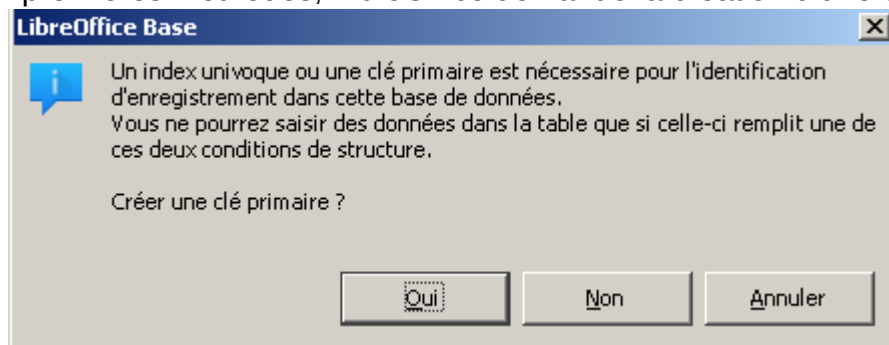 LibreOffice Base
Un index univoque ou une clé primaire est nécessaire pour l'identification
d'enregistrement dans cette base de données.
Vous ne pourrez saisir des données dans la table que si celle-ci remplit une de
ces deux conditions de structure.
Créer une clé primaire ?
Oui
Non
Annuler